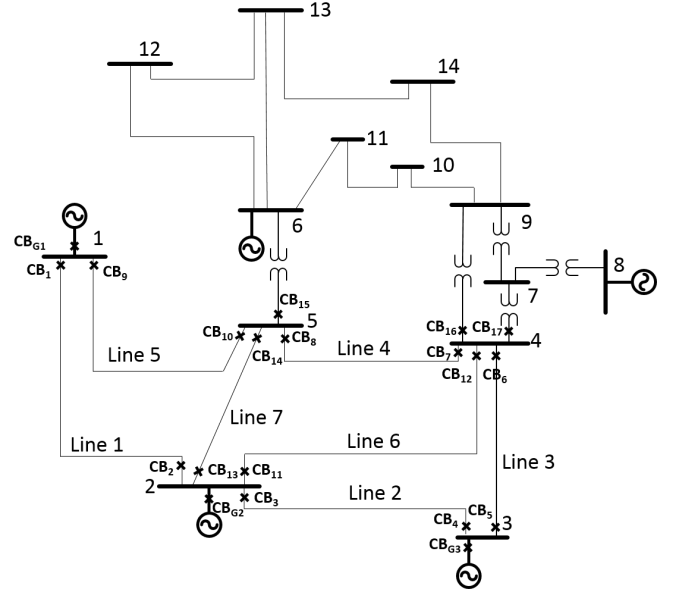 13
12
14
11
10
6
9
CBG1
1
CB1
CB9
8
7
CB15
5
CB10
CB14
CB8
CB16
CB17
4
CB7
CB12
CB6
Line 5
Line 4
Line 7
Line 1
Line 6
Line 3
CB2
CB13
CB11
2
CB3
CBG2
Line 2
CB4
CB5
3
CBG3